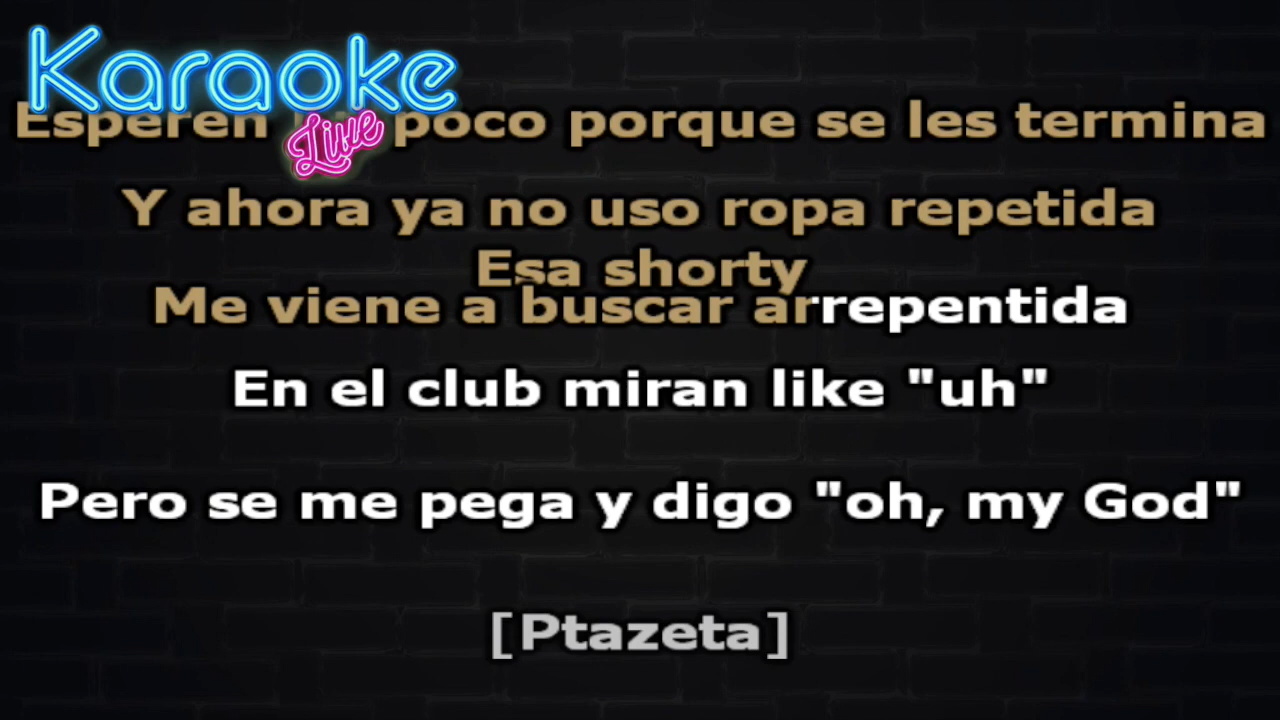 Karaoke
Live
Esperen poco porque se les termina
Y ahora ya no uso ropa repetida
Esa shorty
Me viene a buscar arrepentida
En el club miran like "uh"
Pero se me pega y digo "oh, my God"
[Ptazeta]